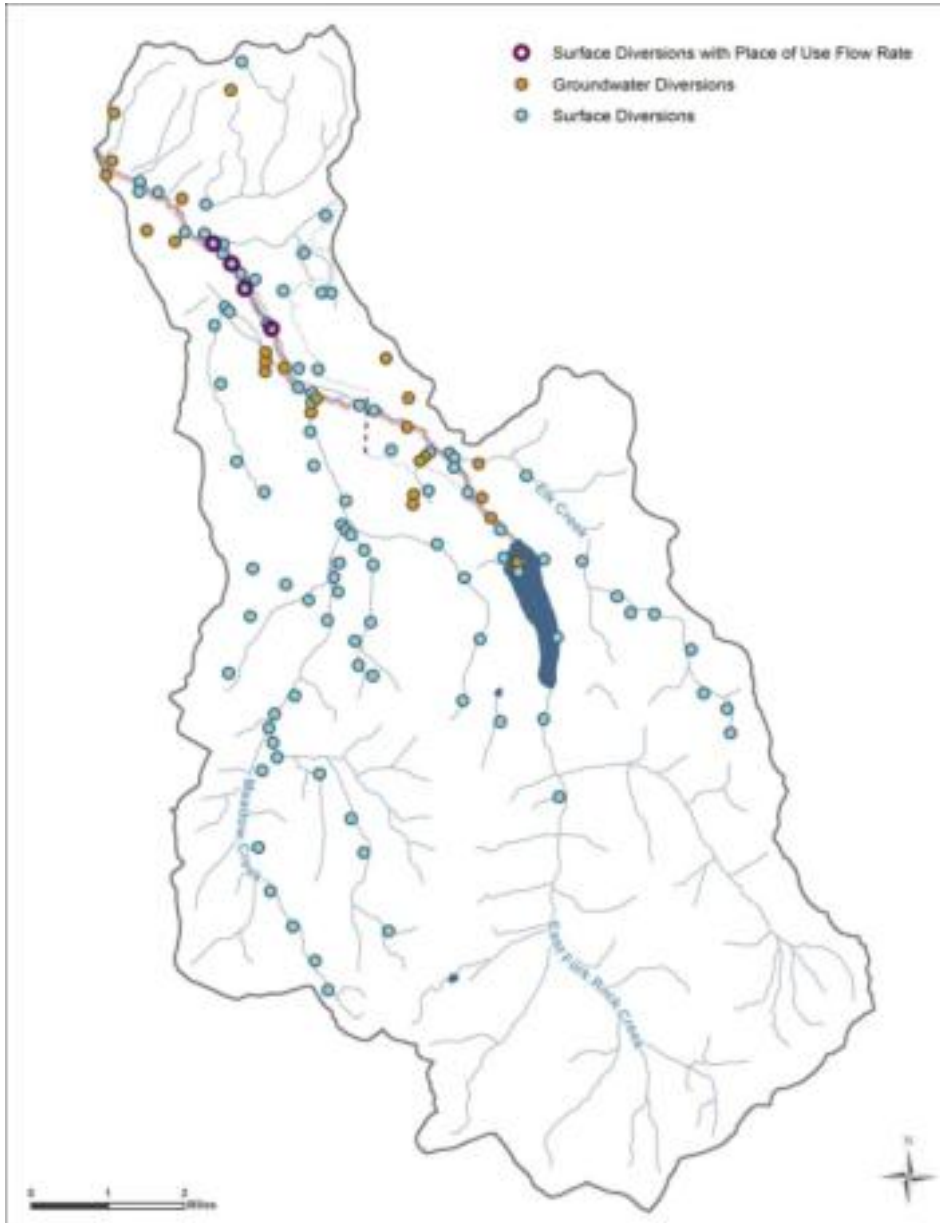 Surface Diversions with Place of Use Flow Rate
Groundwater Diversions
Surface Diversions
Elk Creek
Meadow Creek
East Fork Rock Creek
N
0 1 2
Miles